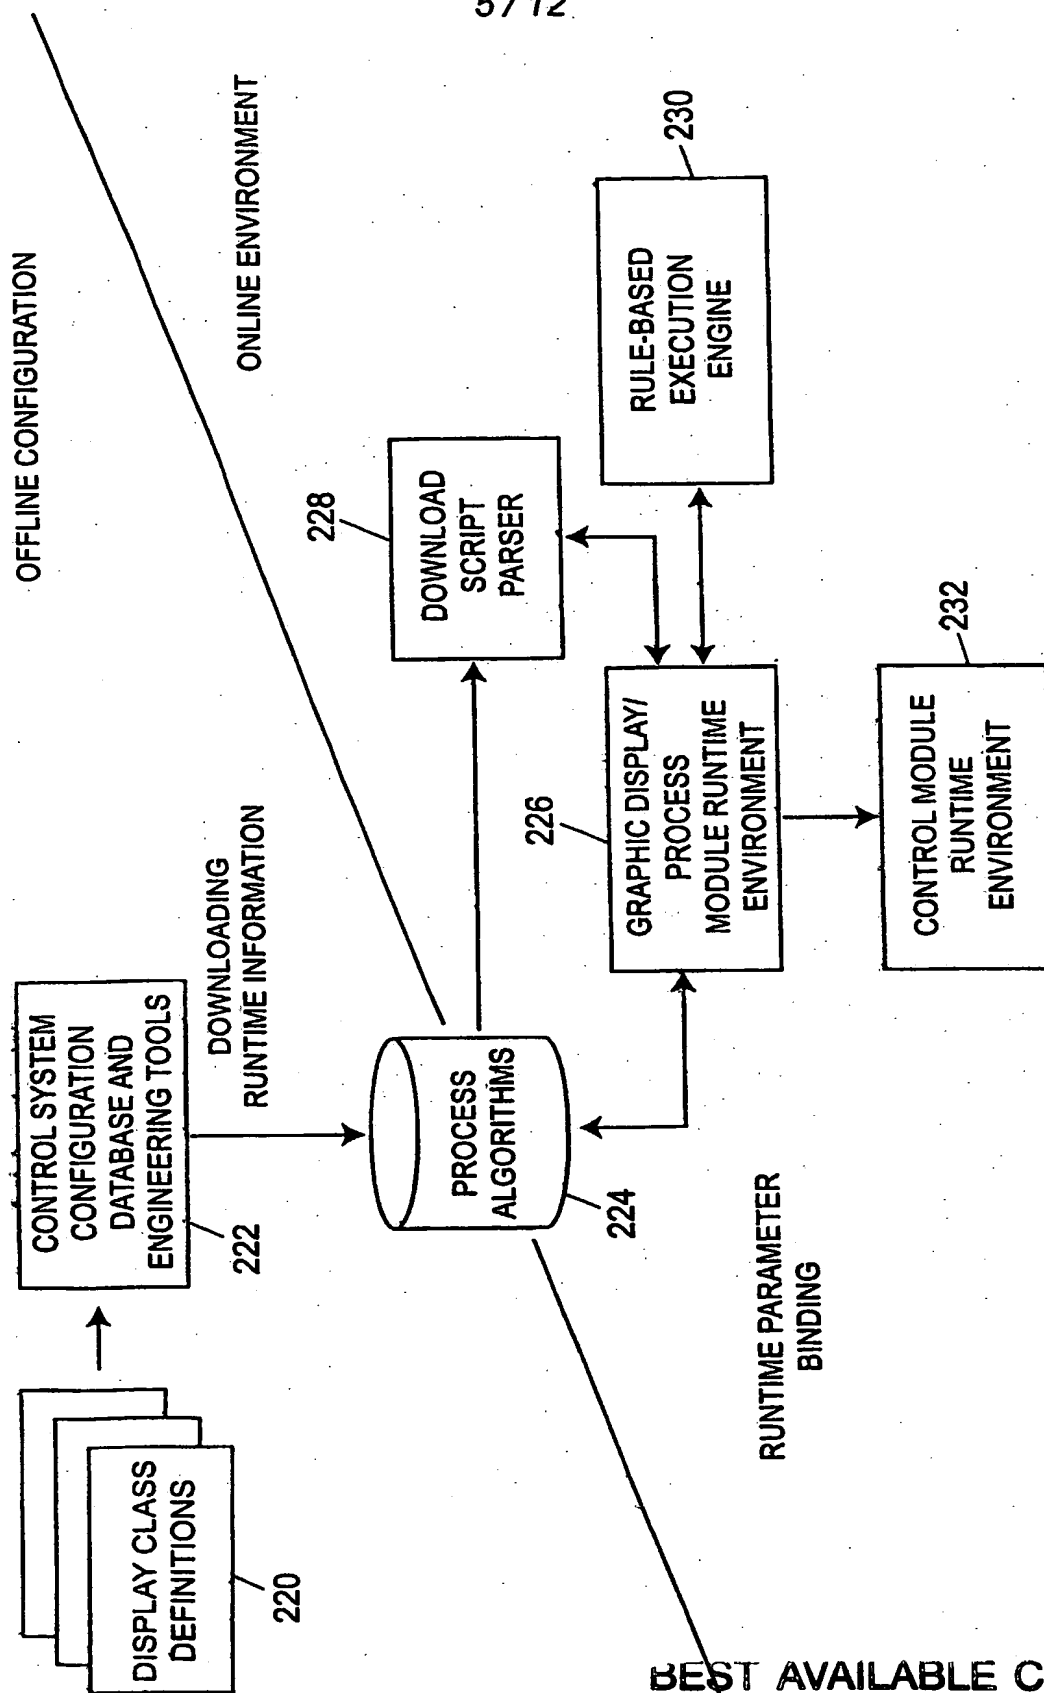 5/12
OFFLINE CONFIGURATION
ONLINE ENVIRONMENT
CONTROL SYSTEM
CONFIGURATION
DATABASE AND
ENGINEERING TOOLS
222
DISPLAY CLASS
DEFINITIONS
220
DOWNLOADING
RUNTIME INFORMATION
PROCESS
ALGORITHMS
224
228
DOWNLOAD
SCRIPT
PARSER
230
RULE-BASED
EXECUTION
ENGINE
226
GRAPHIC DISPLAY/
PROCESS
MODULE RUNTIME
ENVIRONMENT
232
CONTROL MODULE
RUNTIME
ENVIRONMENT
RUNTIME PARAMETER
BINDING
BEST AVAILABLE C